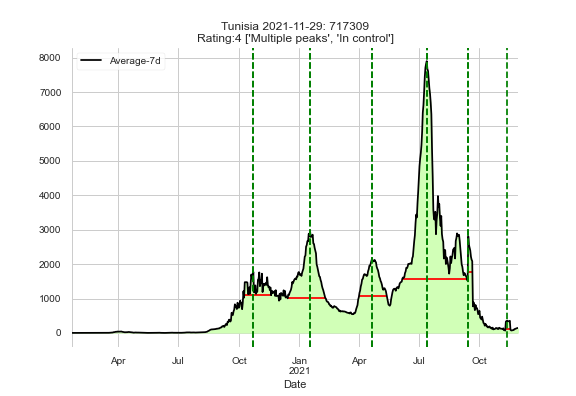 Tunisia 2021-11-29: 717309
Rating:4 ['Multiple peaks', 'In control']
Average-7d
8000
7000
6000
5000
4000
3000
2000
1000
0
Apr Jul Oct Jan Apr Jul Oct
2021
Date